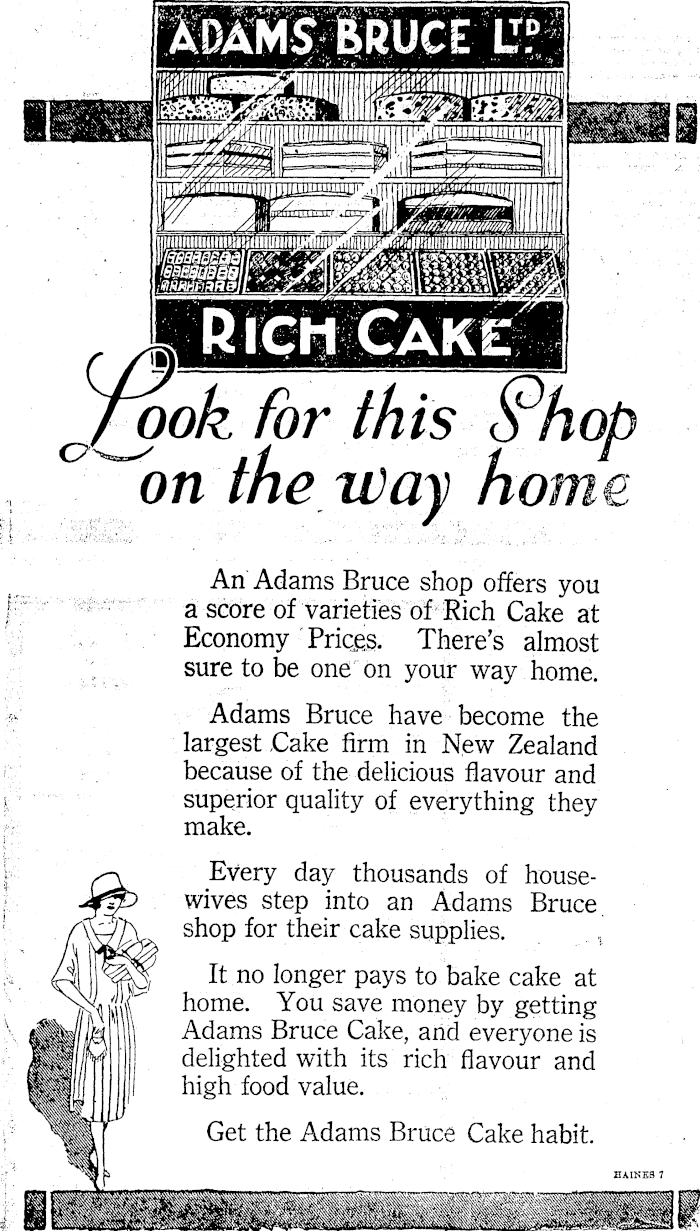 ADAMS BRUCE LTD.
RICH CAKE
Look for this Shop
on the way home
An Adams Bruce shop offers you
a score of varieties of Rich Cake at
Economy Prices. There's almost
sure to be one on your way home.
Adams Bruce have become the
largest Cake firm in New Zealand
because of the delicious flavour and
superior quality of everything they
make.
Every day thousands of house-
wives step into an Adams Bruce
shop for their cake supplies.
It no longer pays to bake cake at
home. You save money by getting
Adams Bruce Cake, and everyone is
delighted with its rich flavour and
high food value.
Get the Adams Bruce Cake habit.
HAINES 7